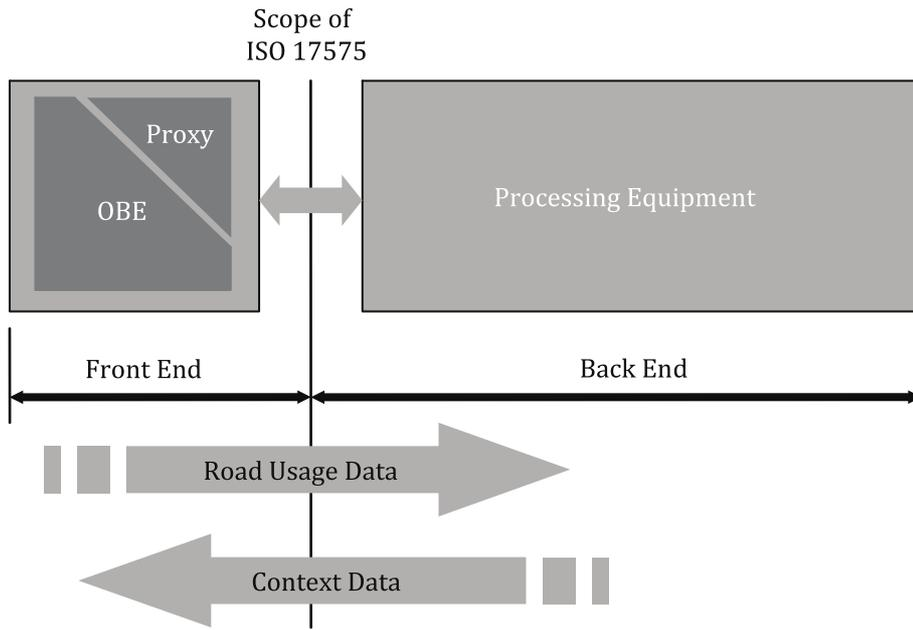 Scope of
ISO 17575
Proxy
OBE
Processing Equipment
Front End
Back End
Road Usage Data
Context Data